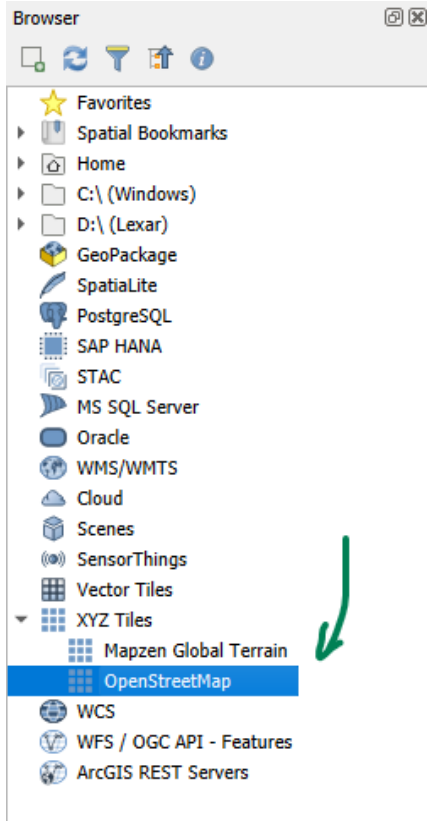 Browser
Favorites
Spatial Bookmarks
Home
C:\ (Windows)
D:\ (Lexar)
GeoPackage
SpatiaLite
PostgreSQL
SAP HANA
STAC
MS SQL Server
Oracle
WMS/WMTS
Cloud
Scenes
SensorThings
Vector Tiles
XYZ Tiles
Mapzen Global Terrain
OpenStreetMap
WCS
WFS / OGC API - Features
ArcGIS REST Servers